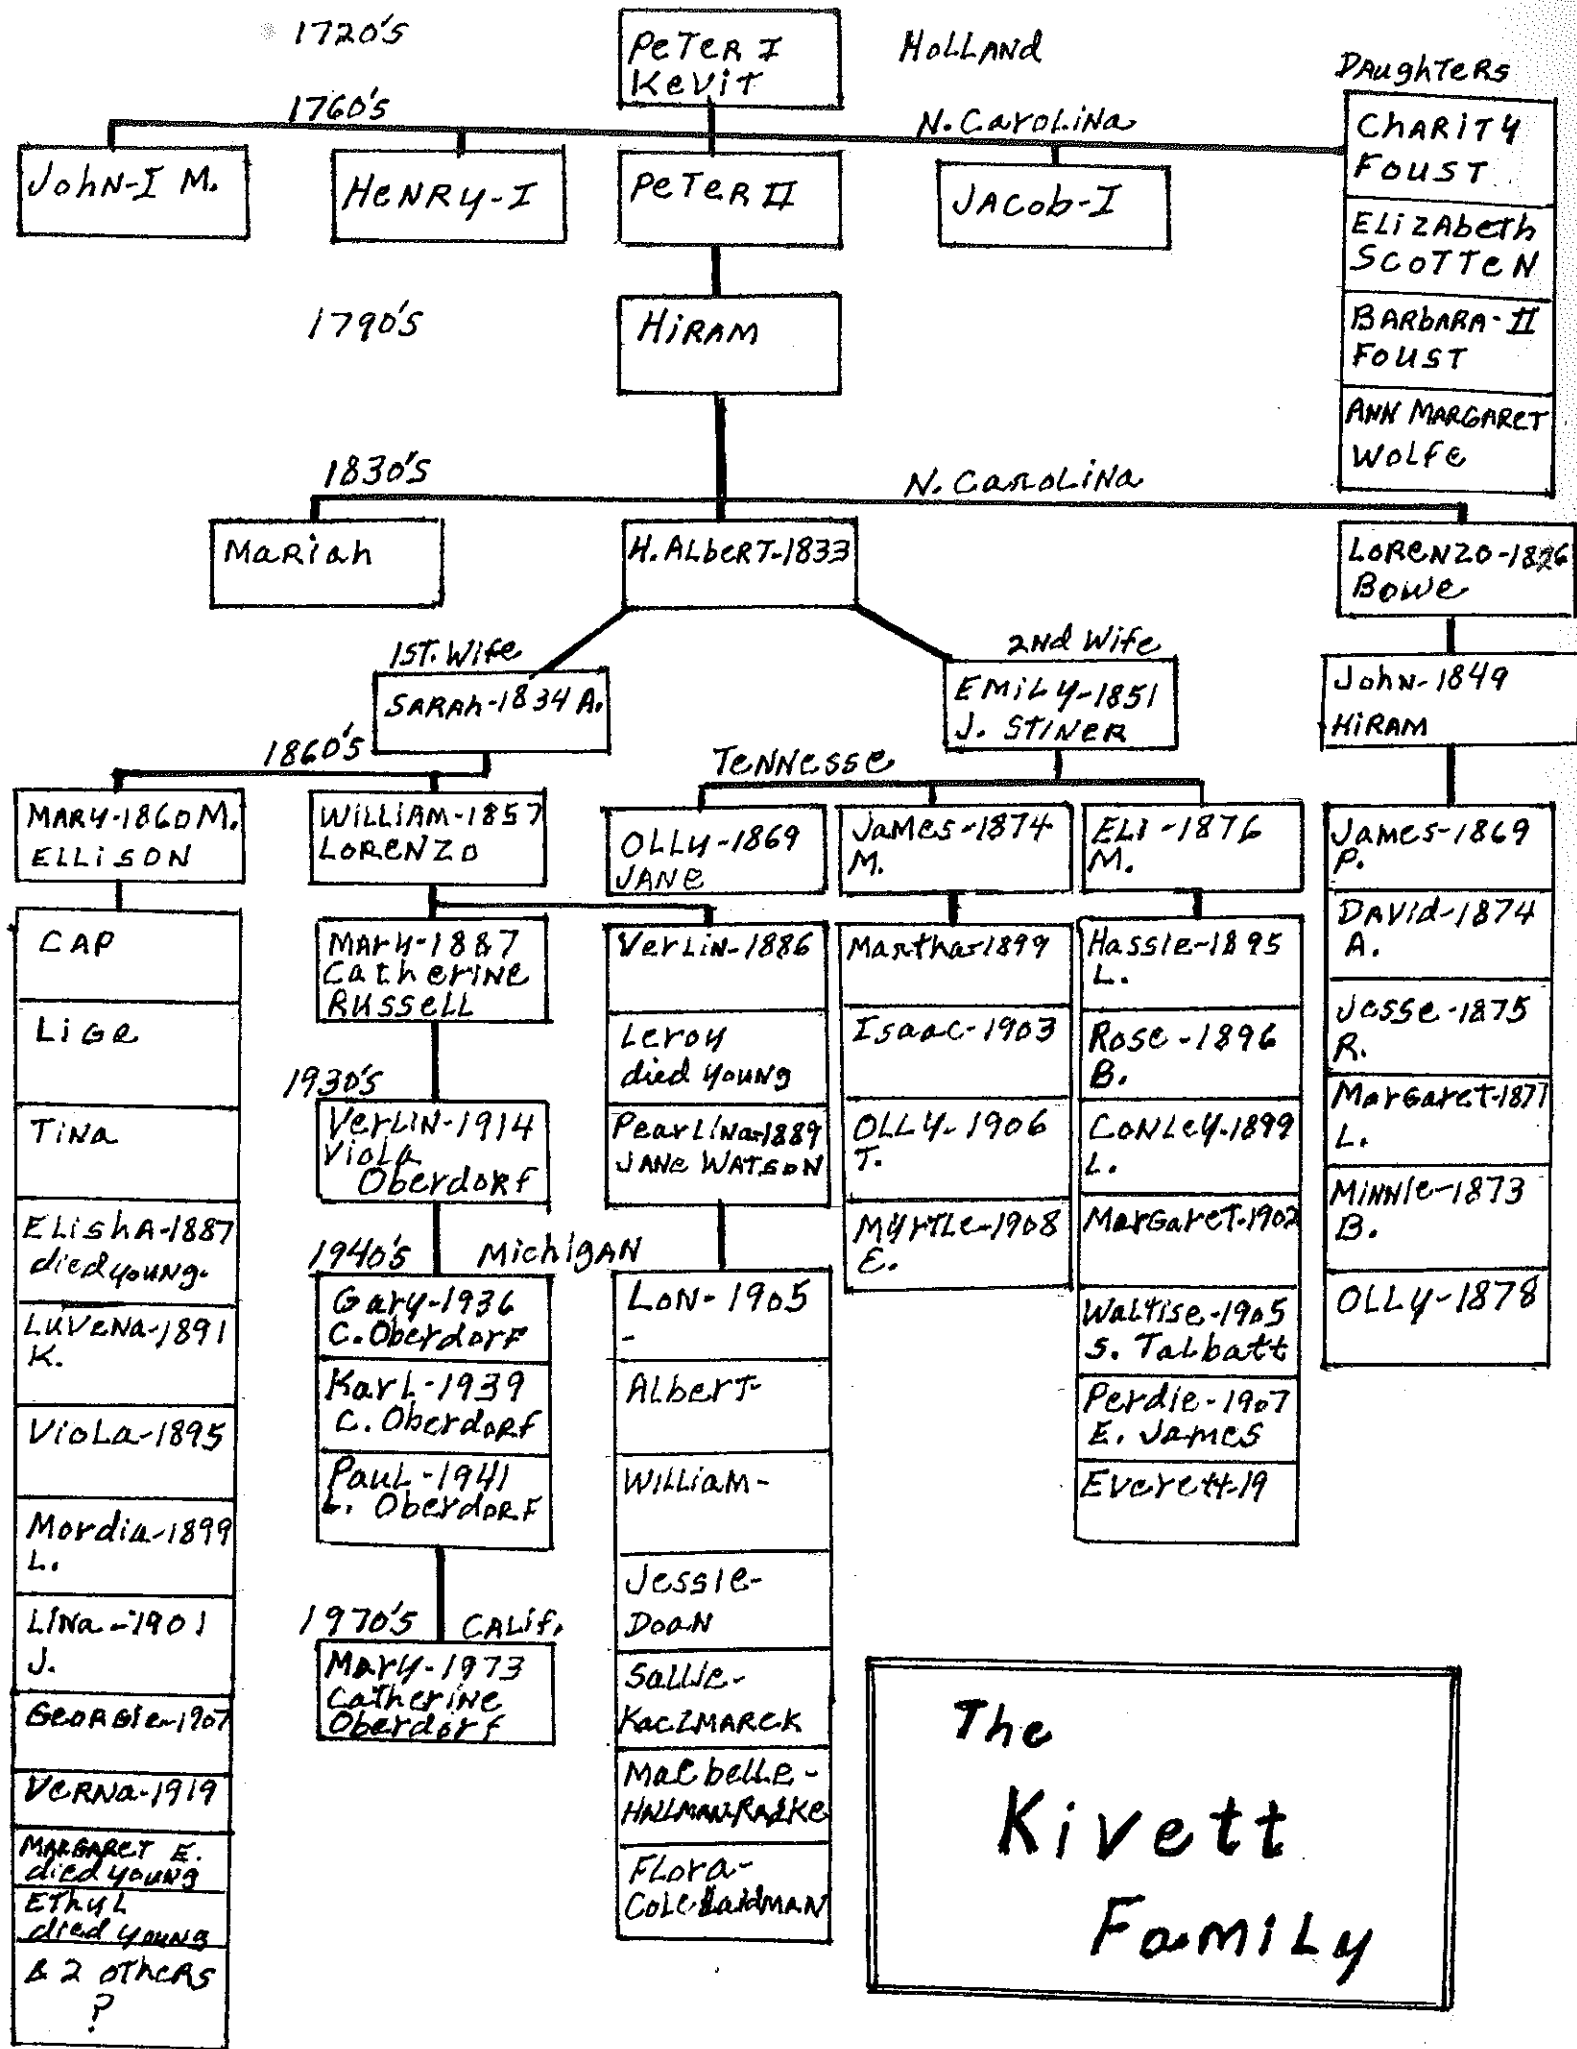 1720's
PETER I
KEVIT
HOLLAND
DAUGHTERS
1760's
N. CAROLINA
CHARITY
FOUST
JOHN-I M.
HENRY-I
PETER II
JACOB-I
ELIZABETH
SCOTTEN
1790's
HIRAM
BARBARA-II
FOUST
ANN MARGARET
WOLFE
1830's
N. CAROLINA
MARIAH
H. ALBERT-1833
LORENZO-1826
BOWE
1ST. Wife
SARAH-1834 A.
2ND Wife
EMILY-1851
J. STINER
JOHN-1849
HIRAM
1860's
TENNESSE
MARY-1860 M.
ELLISON
WILLIAM-1857
LORENZO
OLLY-1869
JANE
JAMES-1874
M.
ELI-1876
M.
JAMES-1869
P.
DAVID-1874
A.
JESSE-1875
R.
MARGARET-1877
L.
MINNIE-1873
B.
OLLY-1878
CAP
LIGE
TINA
ELISHA-1887
died young.
LUVENA-1891
K.
VIOLA-1895
MORDIA-1899
L.
LINA-1901
J.
GEORGIE-1907
VERNA-1919
MARGARET E.
died young
ETHYL
died young
& 2 OTHERS
?
MARY-1887
CATHERINE
RUSSELL
1930's
VERLIN-1914
VIOLA
OBERDORF
1940's MICHIGAN
GARY-1936
C. OBERDORF
KARL-1939
C. OBERDORF
PAUL-1941
L. OBERDORF
1970's CALIF.
MARY-1973
CATHERINE
OBERDORF
VERLIN-1886
LEROY
died young
PEARLINA-1889
JANE WATSON
LON-1905
-
ALBERT-
WILLIAM-
JESSIE-
DOAN
SALLIE-
KACZMAREK
MAEBELLE-
FLORA-
COLE
MARTHA-1899
ISAAC-1903
OLLY-1906
T.
MYRTLE-1908
E.
HASSIE-1895
L.
ROSE-1896
B.
CONLEY-1899
L.
MARGARET-1902
WALTISE-1905
S. TALBATT
PERDIE-1907
E. JAMES
EVERETT-19
The
Kivett
Family